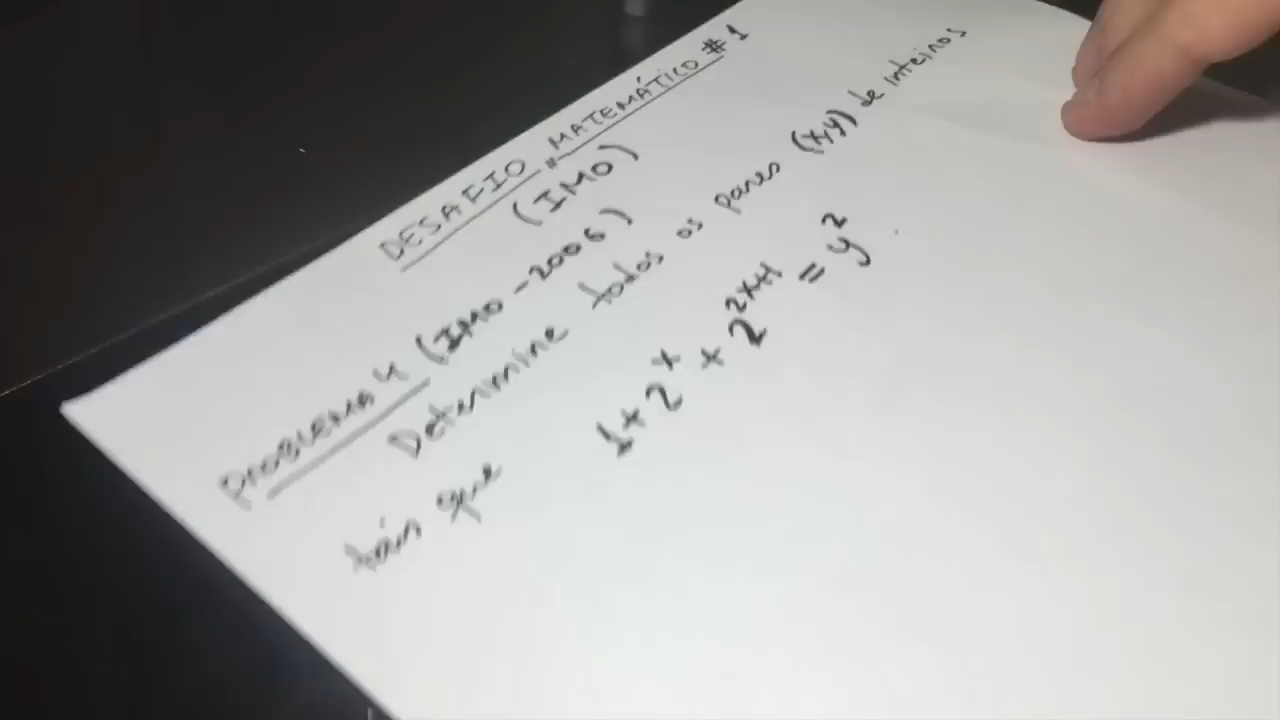 DESAFIO MATEMÁTICO #1
(IMO)
PROBLEMA 4 (IMO-2006)
Determine todos os pares (x,y) de inteiros
tais que
1+2^x + 2^{2x+1} = y^2